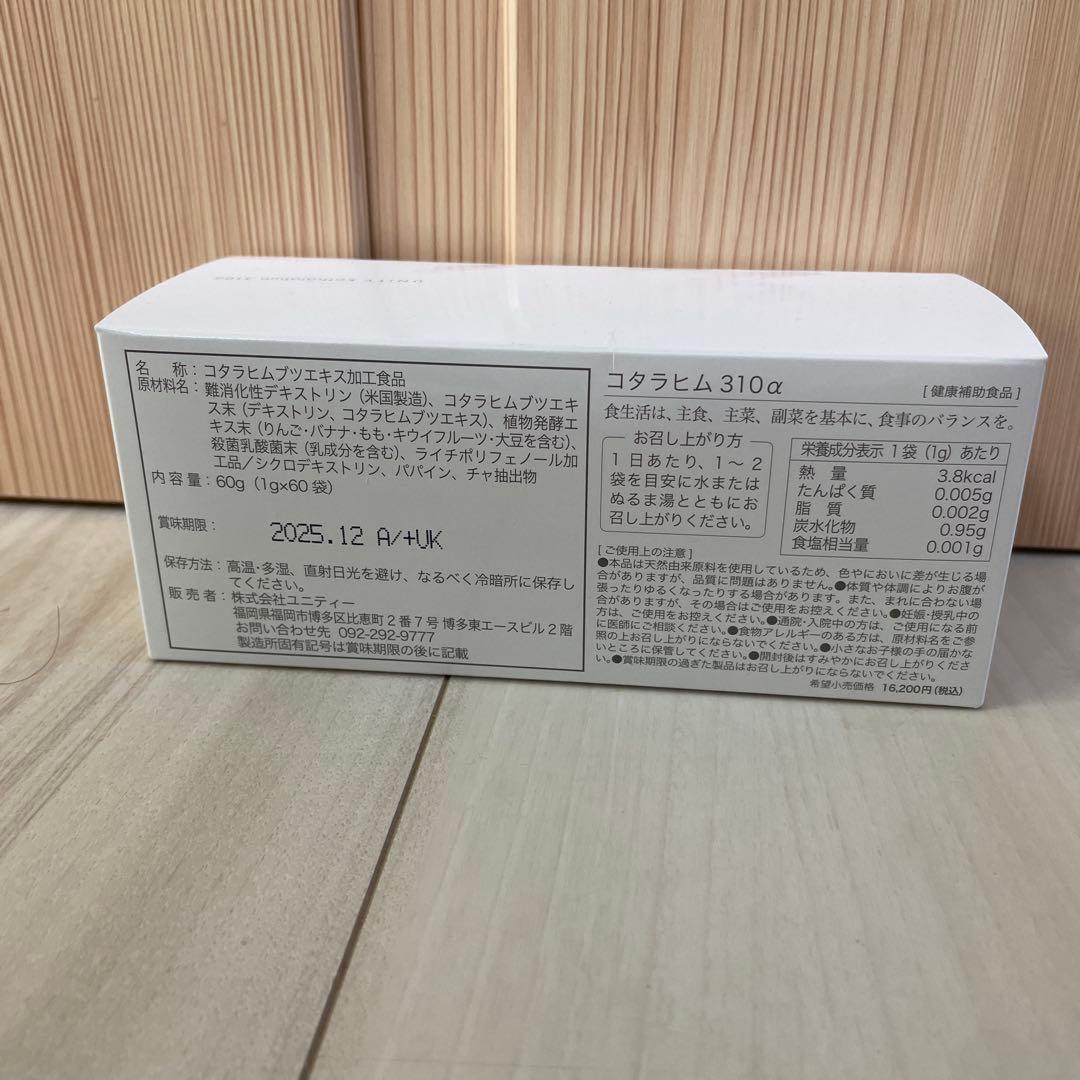 名　称：コタラヒムブツエキス加工食品
原材料名：難消化性デキストリン（米国製造）、コタラヒムブツエキ
ス末（デキストリン、コタラヒムブツエキス）、植物発酵エ
キス末（りんご・バナナ・もも・キウイフルーツ・大豆を含む）、
殺菌乳酸菌末（乳成分を含む）、ライチポリフェノール加
工品／シクロデキストリン、パパイン、チャ抽出物
内 容 量：60g（1g×60 袋）
賞味期限：
2025.12 A/+UK
保存方法：高温・多湿、直射日光を避け、なるべく冷暗所に保存し
てください。
販 売 者：株式会社ユニティー
福岡県福岡市博多区比恵町２番７号 博多東エースビル２階
お問い合わせ先　092-292-9777
製造所固有記号は賞味期限の後に記載
コタラヒム 310α
［健康補助食品］
食生活は、主食、主菜、副菜を基本に、食事のバランスを。
お召し上がり方
１日あたり、１～２
袋を目安に水または
ぬるま湯とともにお
召し上がりください。
栄養成分表示 １袋（1g）あたり
熱 量 3.8kcal
たんぱく質 0.005g
脂 質 0.002g
炭水化物 0.95g
食塩相当量 0.001g
［ご使用上の注意］
●本品は天然由来原料を使用しているため、色やにおいに差が生じる場
合がありますが、品質に問題はありません。●体質や体調によりお腹が
張ったりゆるくなったりする場合があります。また、まれに合わない場
合がありますが、その場合はご使用をお控えください。●妊娠・授乳中の
方は、ご使用をお控えください。●通院・入院中の方は、ご使用になる前
に医師にご相談ください。●食物アレルギーのある方は、原材料名をご参
照の上お召し上がりにならないでください。●小さなお子様の手の届かな
いところに保管してください。●開封後はすみやかにお召し上がりくださ
い。●賞味期限の過ぎた製品はお召し上がりにならないでください。
希望小売価格　16,200円（税込）